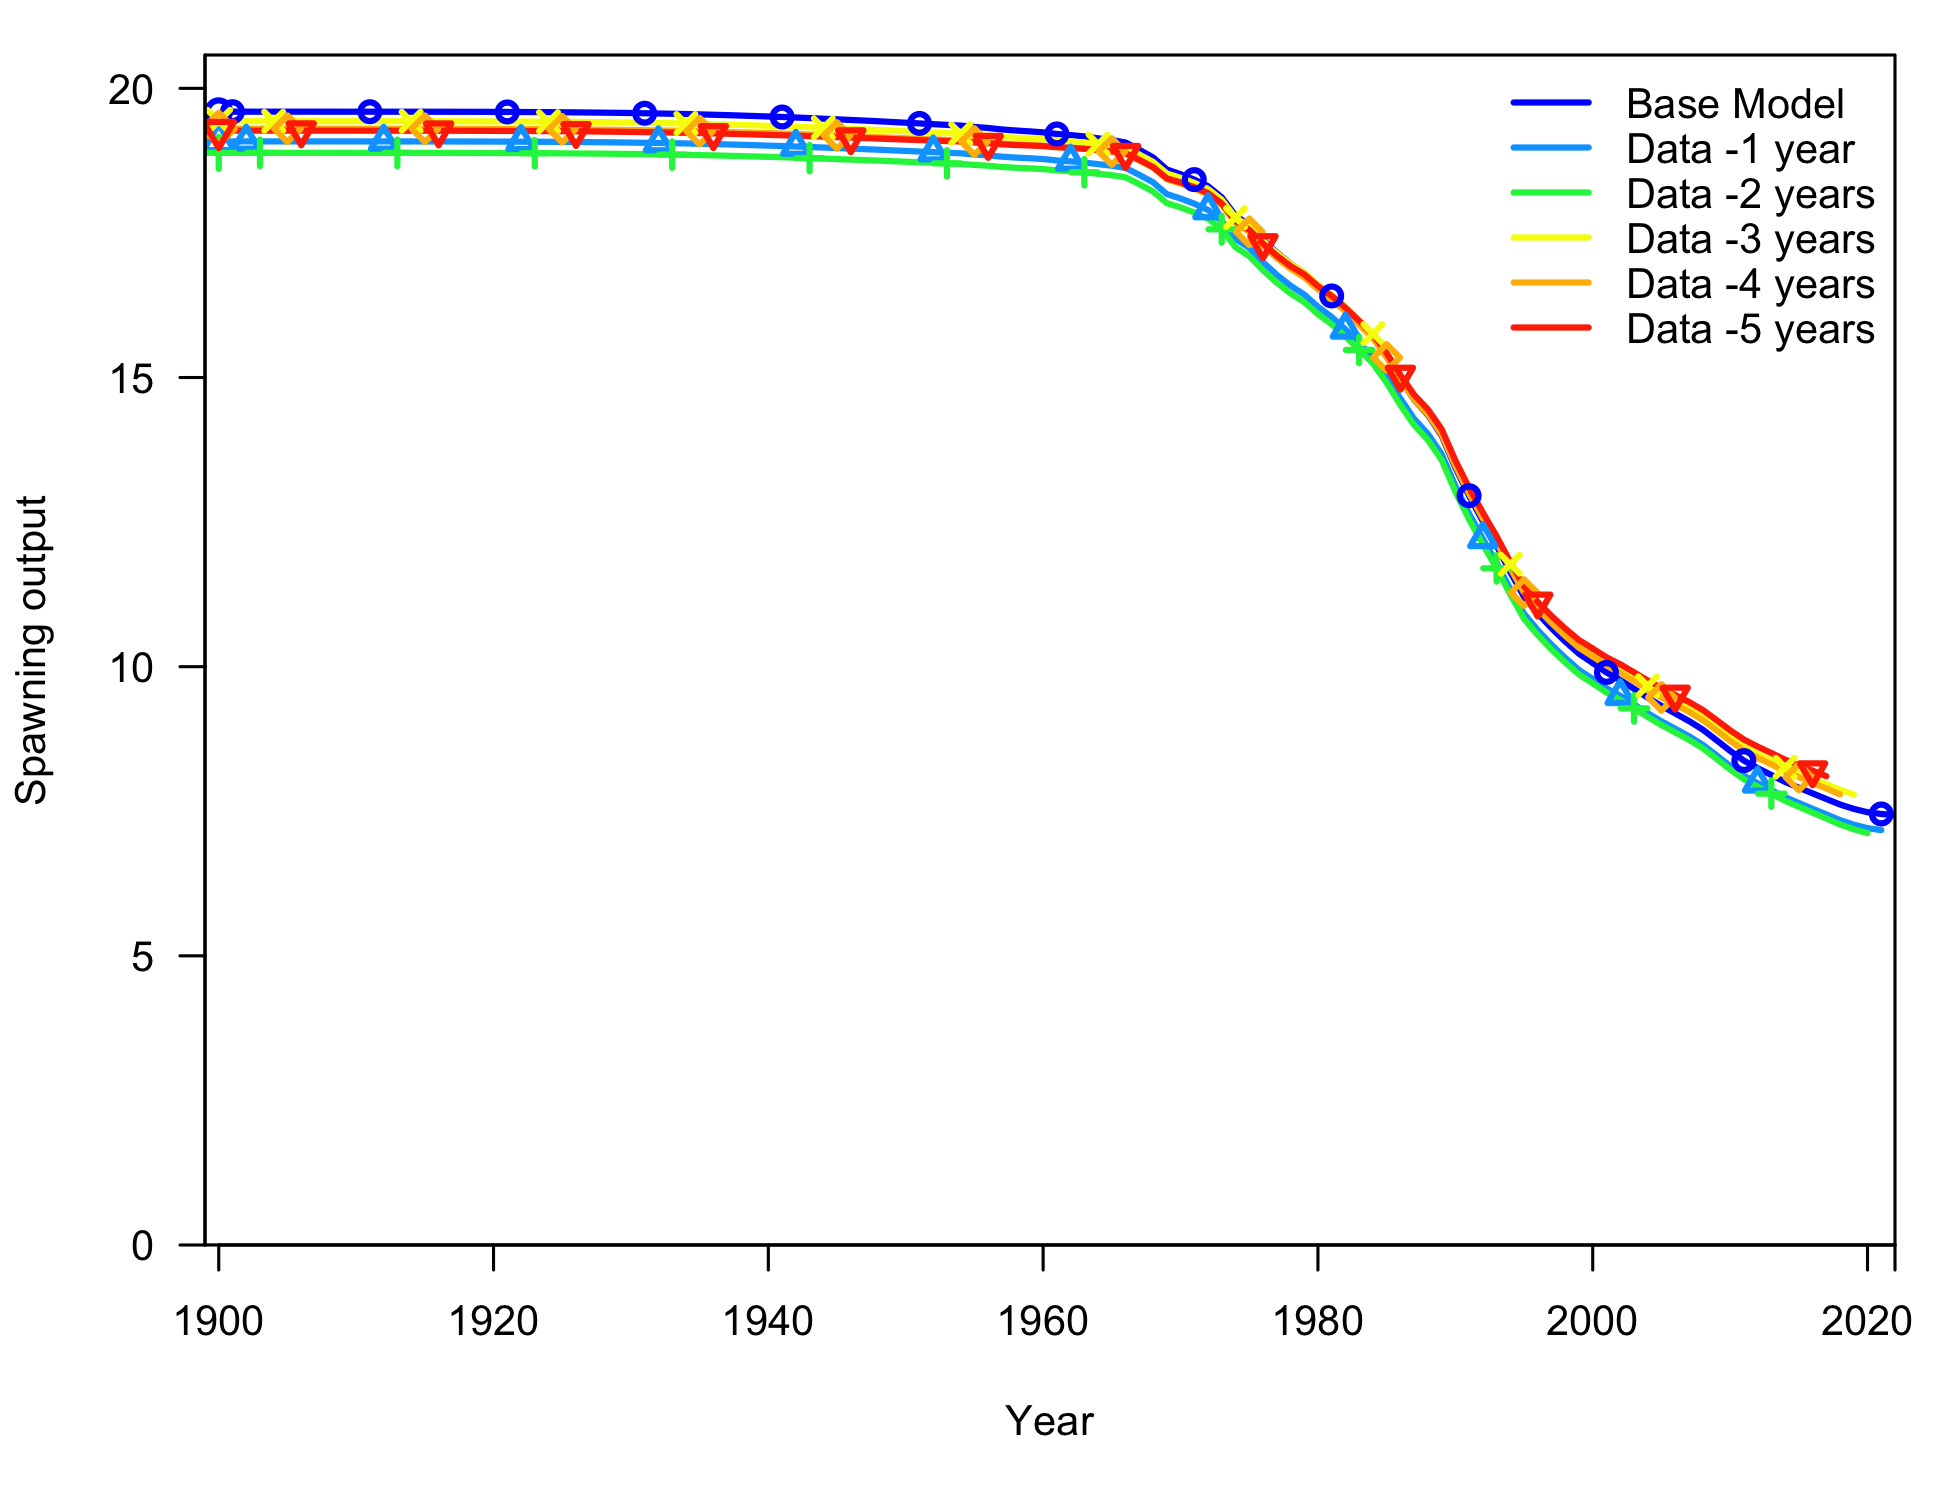 20
15
10
5
0
Spawning output
Base Model
Data -1 year
Data -2 years
Data -3 years
Data -4 years
Data -5 years
1900 1920 1940 1960 1980 2000 2020
Year